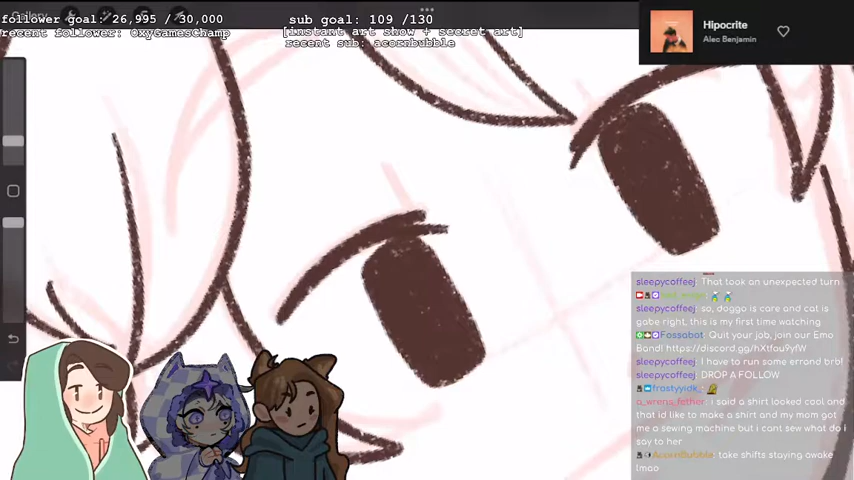 Gallery
follower goal: 26,995 / 30,000
recent follower: OxyGamesChamp
sub goal: 109 /130
[instant art show + secret art]
recent sub: acornbubble
Hipocrite
Alec Benjamin
sleepycoffeej: That took an unexpected turn
sleepycoffeej: so, doggo is care and cat is
gabe right, this is my first time watching
Fossabot: Quit your job, join our Emo
Band! https://discord.gg/hXtfau9yfW
sleepycoffeej: I have to run some errand brb!
sleepycoffeej: DROP A FOLLOW
frostyyidk_:
a_wrens_father: i said a shirt looked cool and
that id like to make a shirt and my mom got
me a sewing machine but i cant sew what do i
say to her
AcornBubble: take shifts staying awake
lmao